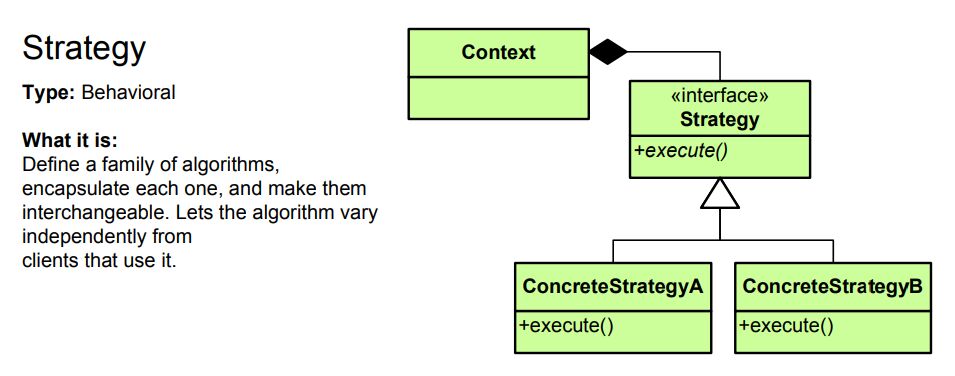 Strategy
Type: Behavioral
What it is:
Define a family of algorithms,
encapsulate each one, and make them
interchangeable. Lets the algorithm vary
independently from
clients that use it.
Context
«interface»
Strategy
+execute()
ConcreteStrategyA
+execute()
ConcreteStrategyB
+execute()